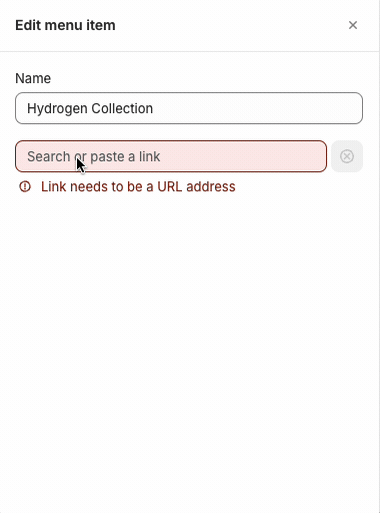 Edit menu item
Name
Hydrogen Collection
Search or paste a link
Link needs to be a URL address